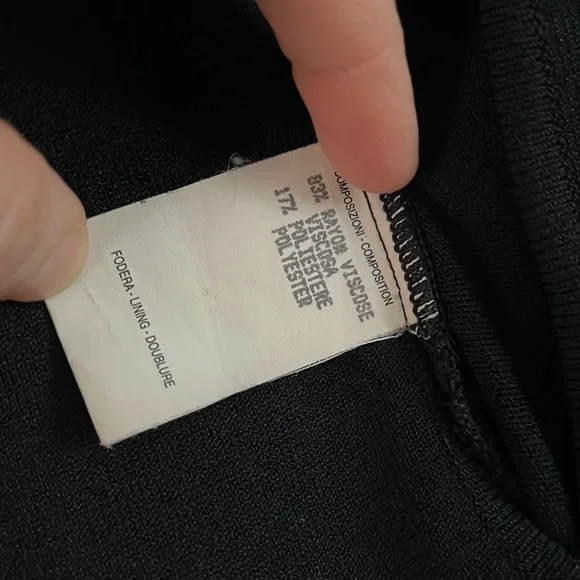 COMPOSIZIONI - COMPOSITION
83% RAYON VISCOSE
VISCOSA
17% POLIESTERE
POLYESTER
FODERA - LINING - DOUBLURE